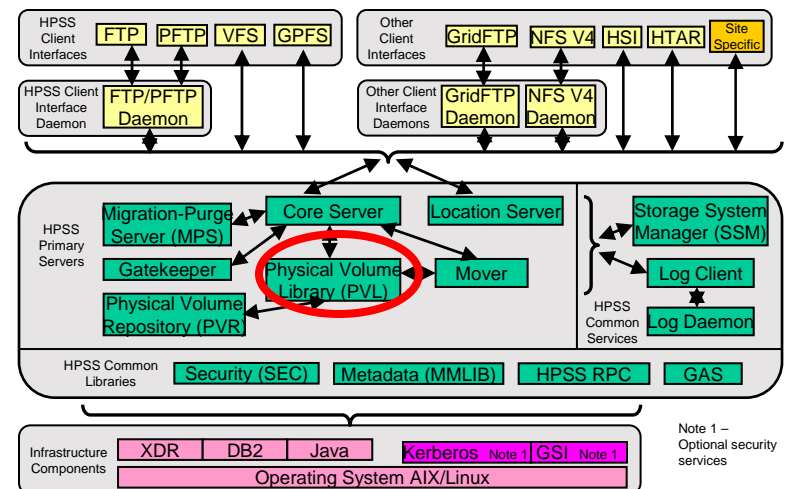 HPSS
Client
Interfaces
FTP
PFTP
VFS
GPFS
Other
Client
Interfaces
GridFTP
NFS V4
HSI
HTAR
Site
Specific
HPSS Client
Interface
Daemon
FTP/PFTP
Daemon
Other Client
Interface
Daemons
GridFTP
Daemon
NFS V4
Daemon
HPSS
Primary
Servers
Migration-Purge
Server (MPS)
Core Server
Location Server
Gatekeeper
Physical Volume
Library (PVL)
Mover
Physical Volume
Repository (PVR)
Storage System
Manager (SSM)
Log Client
HPSS
Common
Services
Log Daemon
HPSS Common
Libraries
Security (SEC)
Metadata (MMLIB)
HPSS RPC
GAS
Infrastructure
Components
XDR
DB2
Java
Kerberos Note 1
GSI Note 1
Operating System AIX/Linux
Note 1 –
Optional security
services